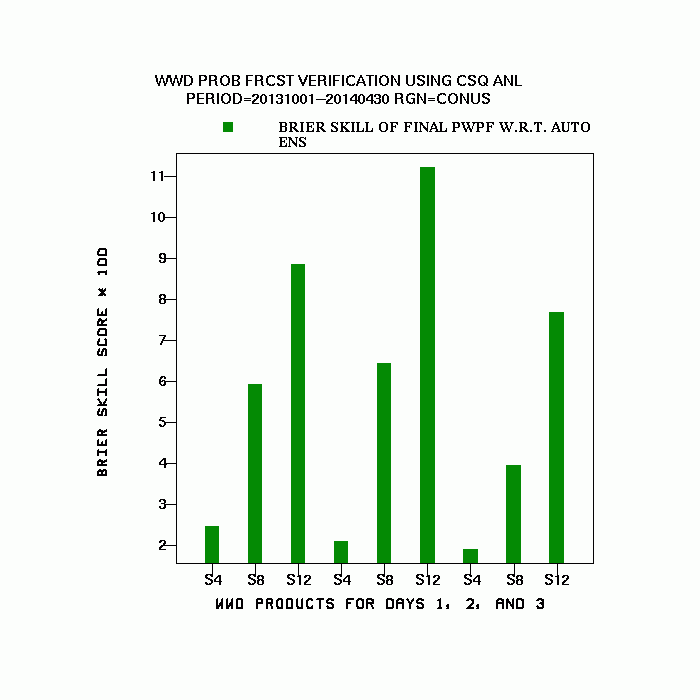 WWD PROB FRCST VERIFICATION USING CSQ ANL
PERIOD=20131001–20140430 RGN=CONUS
BRIER SKILL OF FINAL PWPF W.R.T. AUTO
ENS
BRIER SKILL SCORE * 100
11
10
9
8
7
6
5
4
3
2
S4 S8 S12 S4 S8 S12 S4 S8 S12
WWD PRODUCTS FOR DAYS 1, 2, AND 3